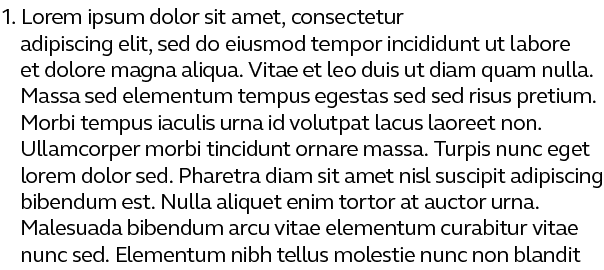 1. Lorem ipsum dolor sit amet, consectetur
adipiscing elit, sed do eiusmod tempor incididunt ut labore
et dolore magna aliqua. Vitae et leo duis ut diam quam nulla.
Massa sed elementum tempus egestas sed sed risus pretium.
Morbi tempus iaculis urna id volutpat lacus laoreet non.
Ullamcorper morbi tincidunt ornare massa. Turpis nunc eget
lorem dolor sed. Pharetra diam sit amet nisl suscipit adipiscing
bibendum est. Nulla aliquet enim tortor at auctor urna.
Malesuada bibendum arcu vitae elementum curabitur vitae
nunc sed. Elementum nibh tellus molestie nunc non blandit